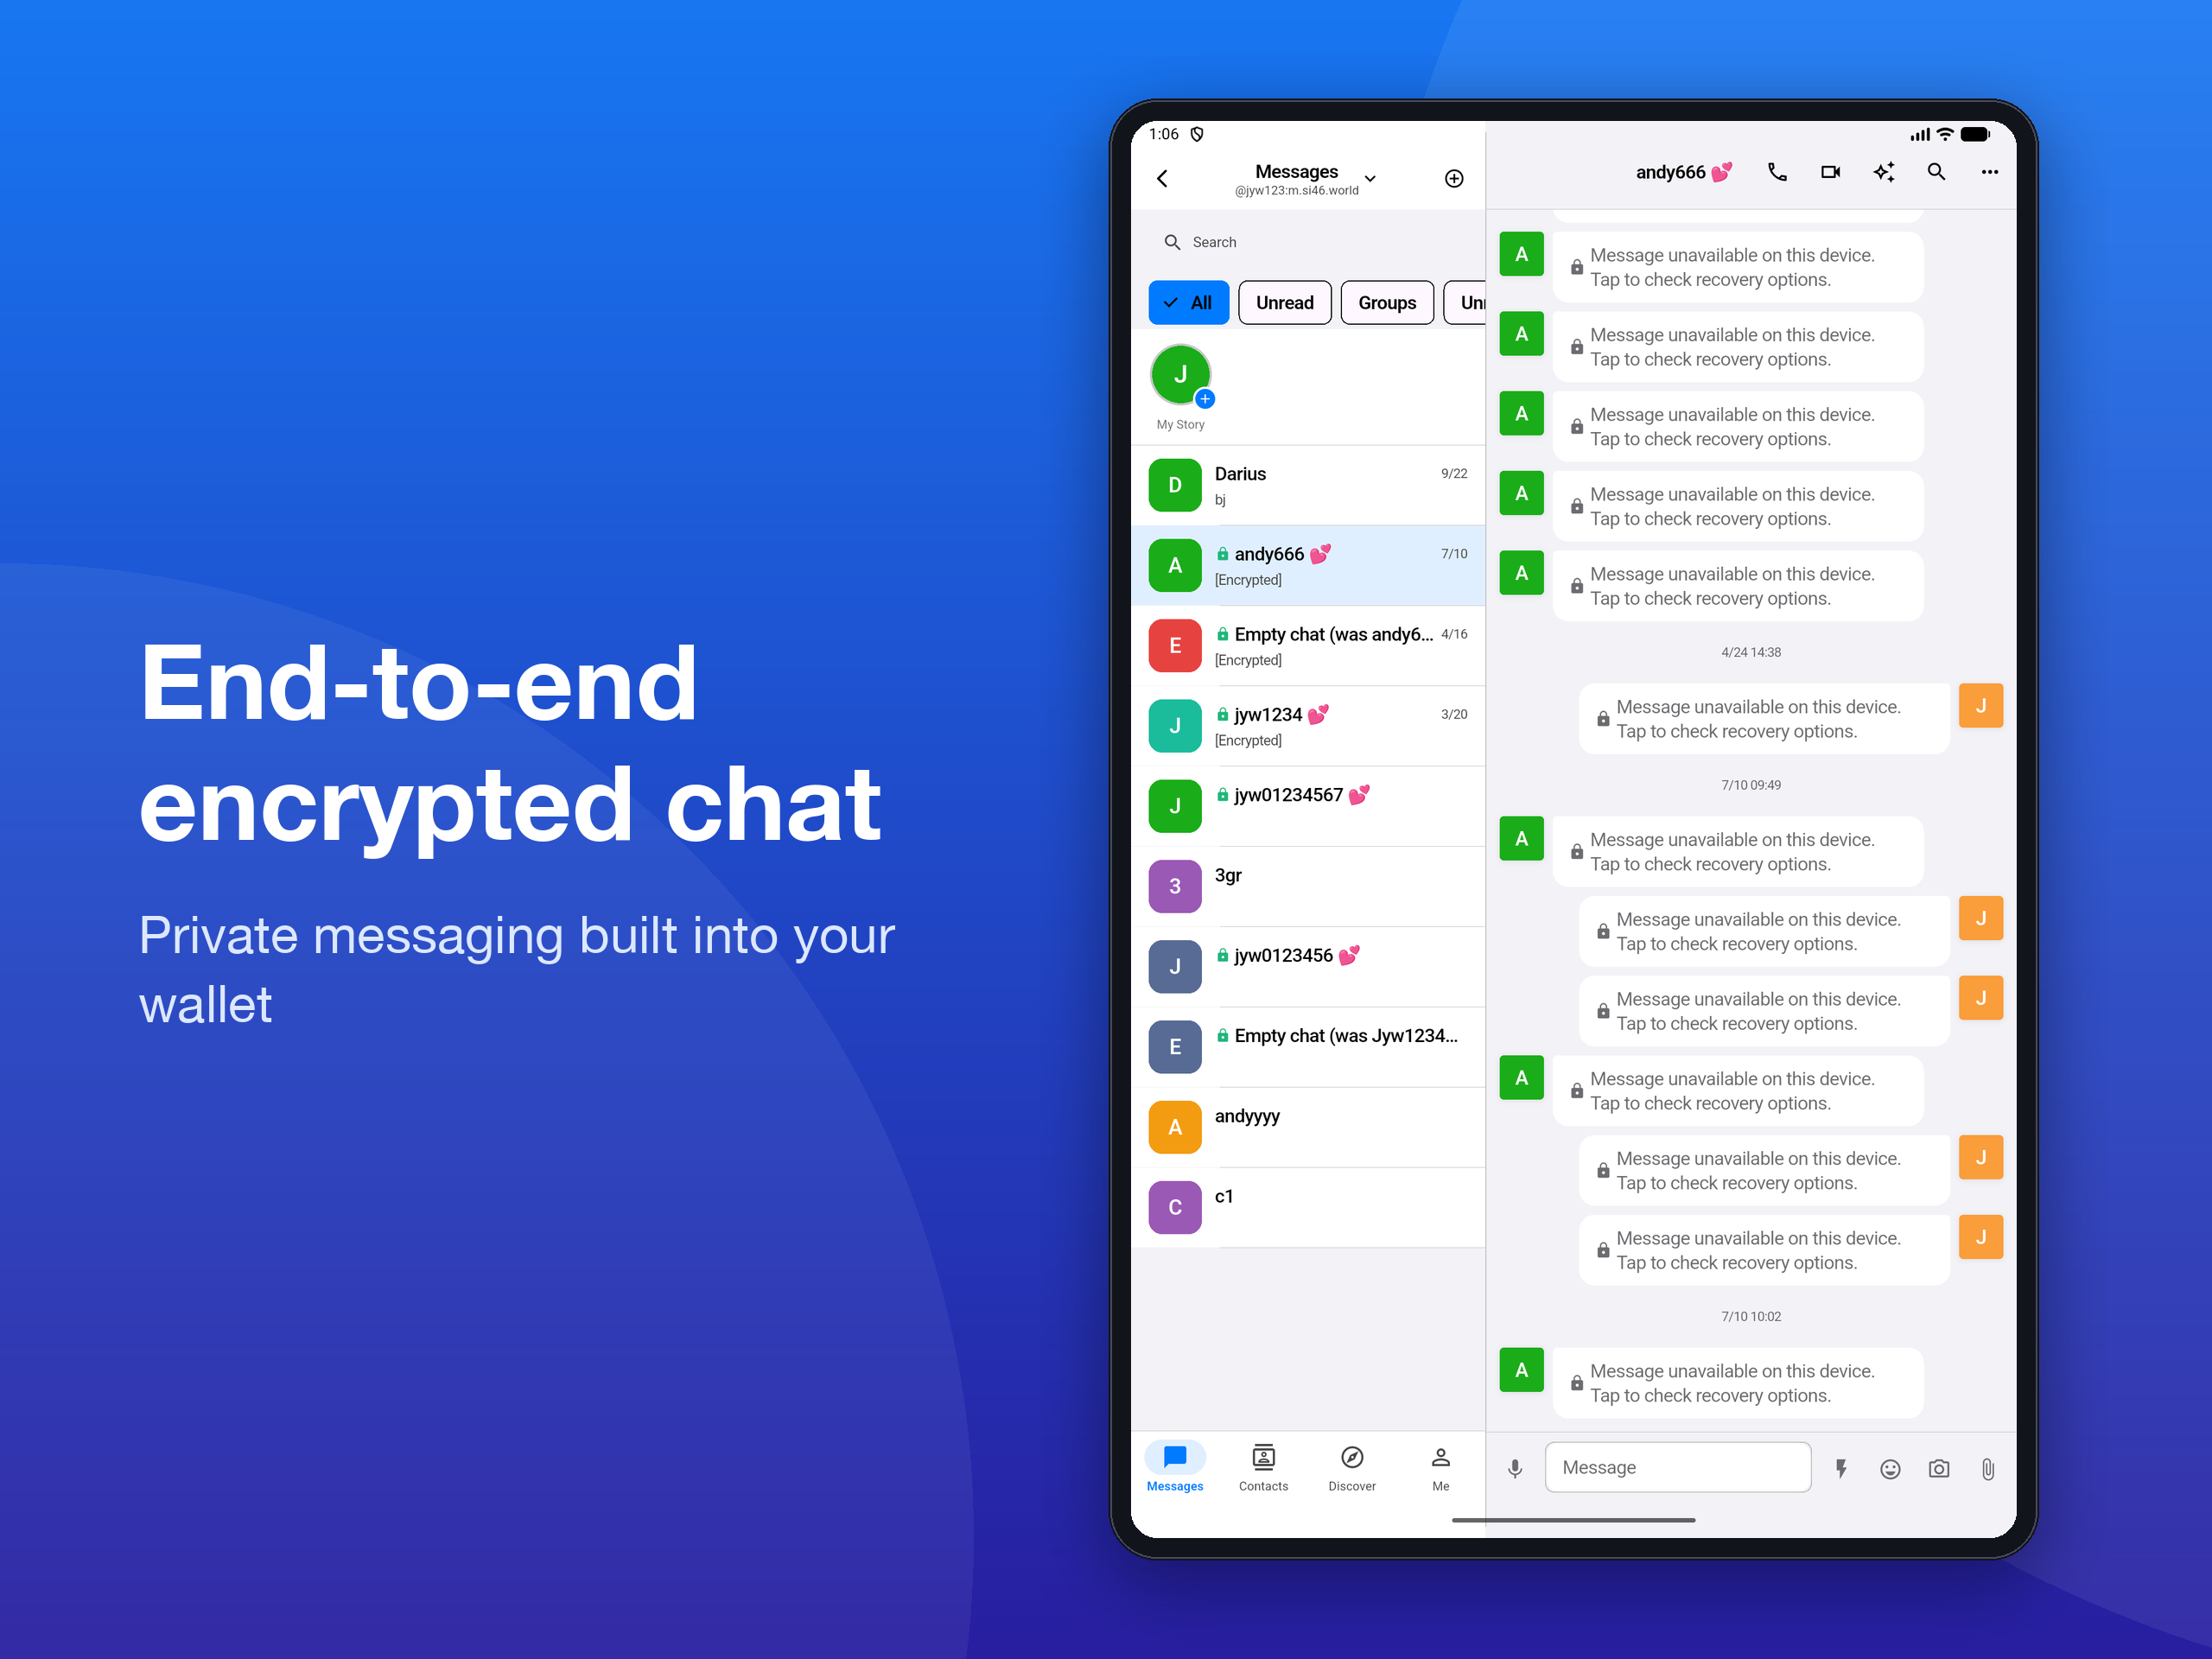 End-to-end
encrypted chat
Private messaging built into your
wallet
1:06
Messages
@jyw123:m.si46.world
Search
All
Unread
Groups
Unr
J
My Story
D
Darius
9/22
bj
A
andy666 💕
7/10
[Encrypted]
E
Empty chat (was andy6...
4/16
[Encrypted]
J
jyw1234 💕
3/20
[Encrypted]
J
jyw01234567 💕
3
3gr
J
jyw0123456 💕
E
Empty chat (was Jyw1234...
A
andyyyy
C
c1
Messages
Contacts
Discover
Me
andy666 💕
A
Message unavailable on this device.
Tap to check recovery options.
A
Message unavailable on this device.
Tap to check recovery options.
A
Message unavailable on this device.
Tap to check recovery options.
A
Message unavailable on this device.
Tap to check recovery options.
A
Message unavailable on this device.
Tap to check recovery options.
4/24 14:38
Message unavailable on this device.
Tap to check recovery options.
J
7/10 09:49
A
Message unavailable on this device.
Tap to check recovery options.
Message unavailable on this device.
Tap to check recovery options.
J
Message unavailable on this device.
Tap to check recovery options.
J
A
Message unavailable on this device.
Tap to check recovery options.
Message unavailable on this device.
Tap to check recovery options.
J
Message unavailable on this device.
Tap to check recovery options.
J
7/10 10:02
A
Message unavailable on this device.
Tap to check recovery options.
Message